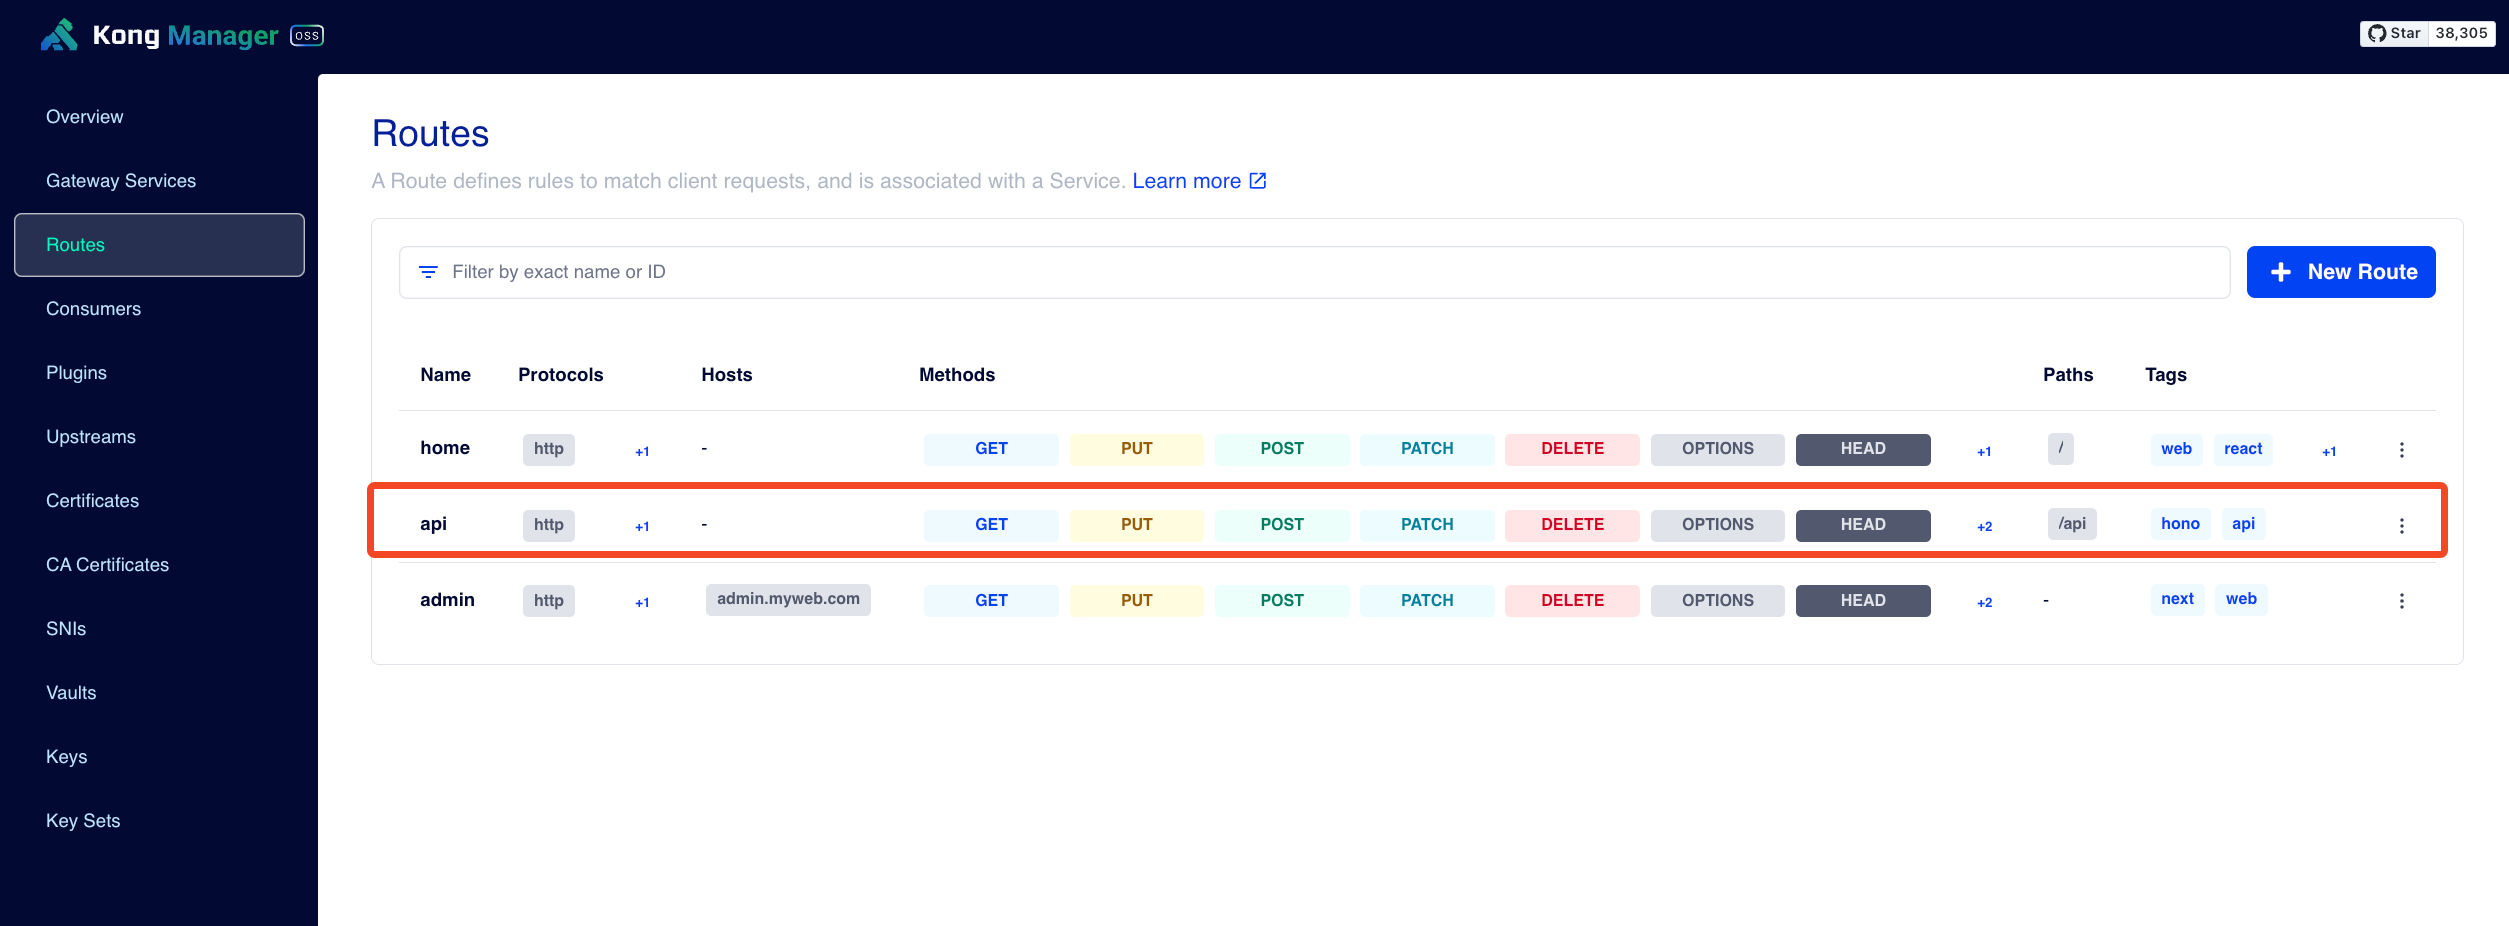 Kong Manager OSS
Star 38,305
Overview
Gateway Services
Routes
Consumers
Plugins
Upstreams
Certificates
CA Certificates
SNIs
Vaults
Keys
Key Sets
Routes
A Route defines rules to match client requests, and is associated with a Service. Learn more
Filter by exact name or ID
+ New Route
Name Protocols Hosts Methods Paths Tags
home http +1 - GET PUT POST PATCH DELETE OPTIONS HEAD +1 / web react +1
api http +1 - GET PUT POST PATCH DELETE OPTIONS HEAD +2 /api hono api
admin http +1 admin.myweb.com GET PUT POST PATCH DELETE OPTIONS HEAD +2 - next web